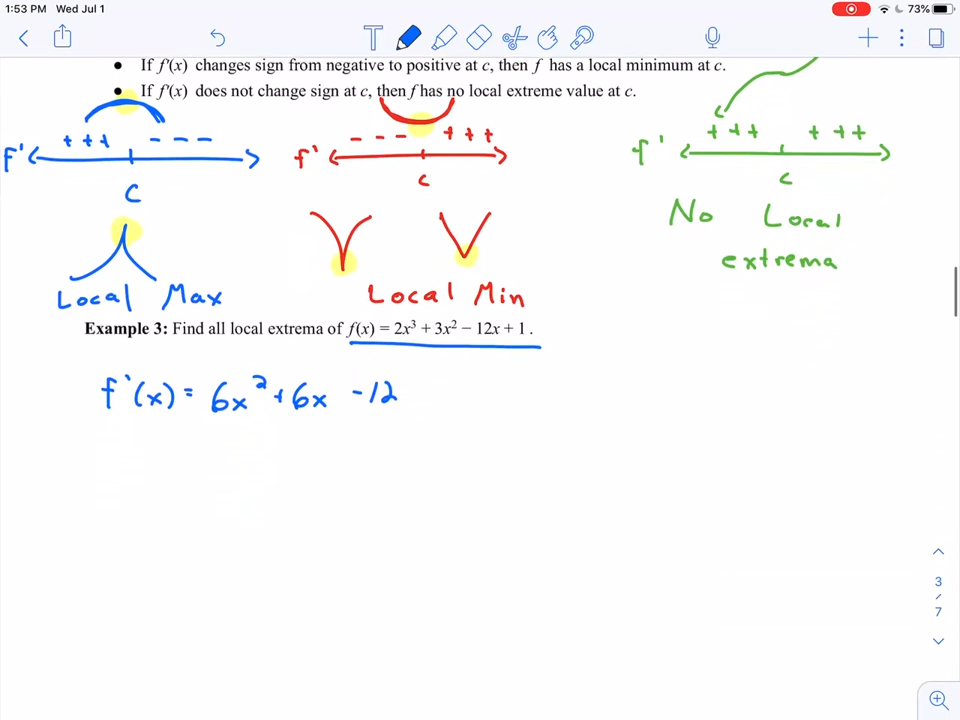 1:53 PM Wed Jul 1
73%
T
• If f'(x) changes sign from negative to positive at c, then f has a local minimum at c.
• If f'(x) does not change sign at c, then f has no local extreme value at c.
+ + + − − −
f'
c
Local Max
− − − + + +
f'
c
Local Min
+ + + + + +
f'
c
No Local
extrema
Example 3: Find all local extrema of f(x) = 2x³ + 3x² − 12x + 1 .
f'(x) = 6x² + 6x − 12
3
/
7